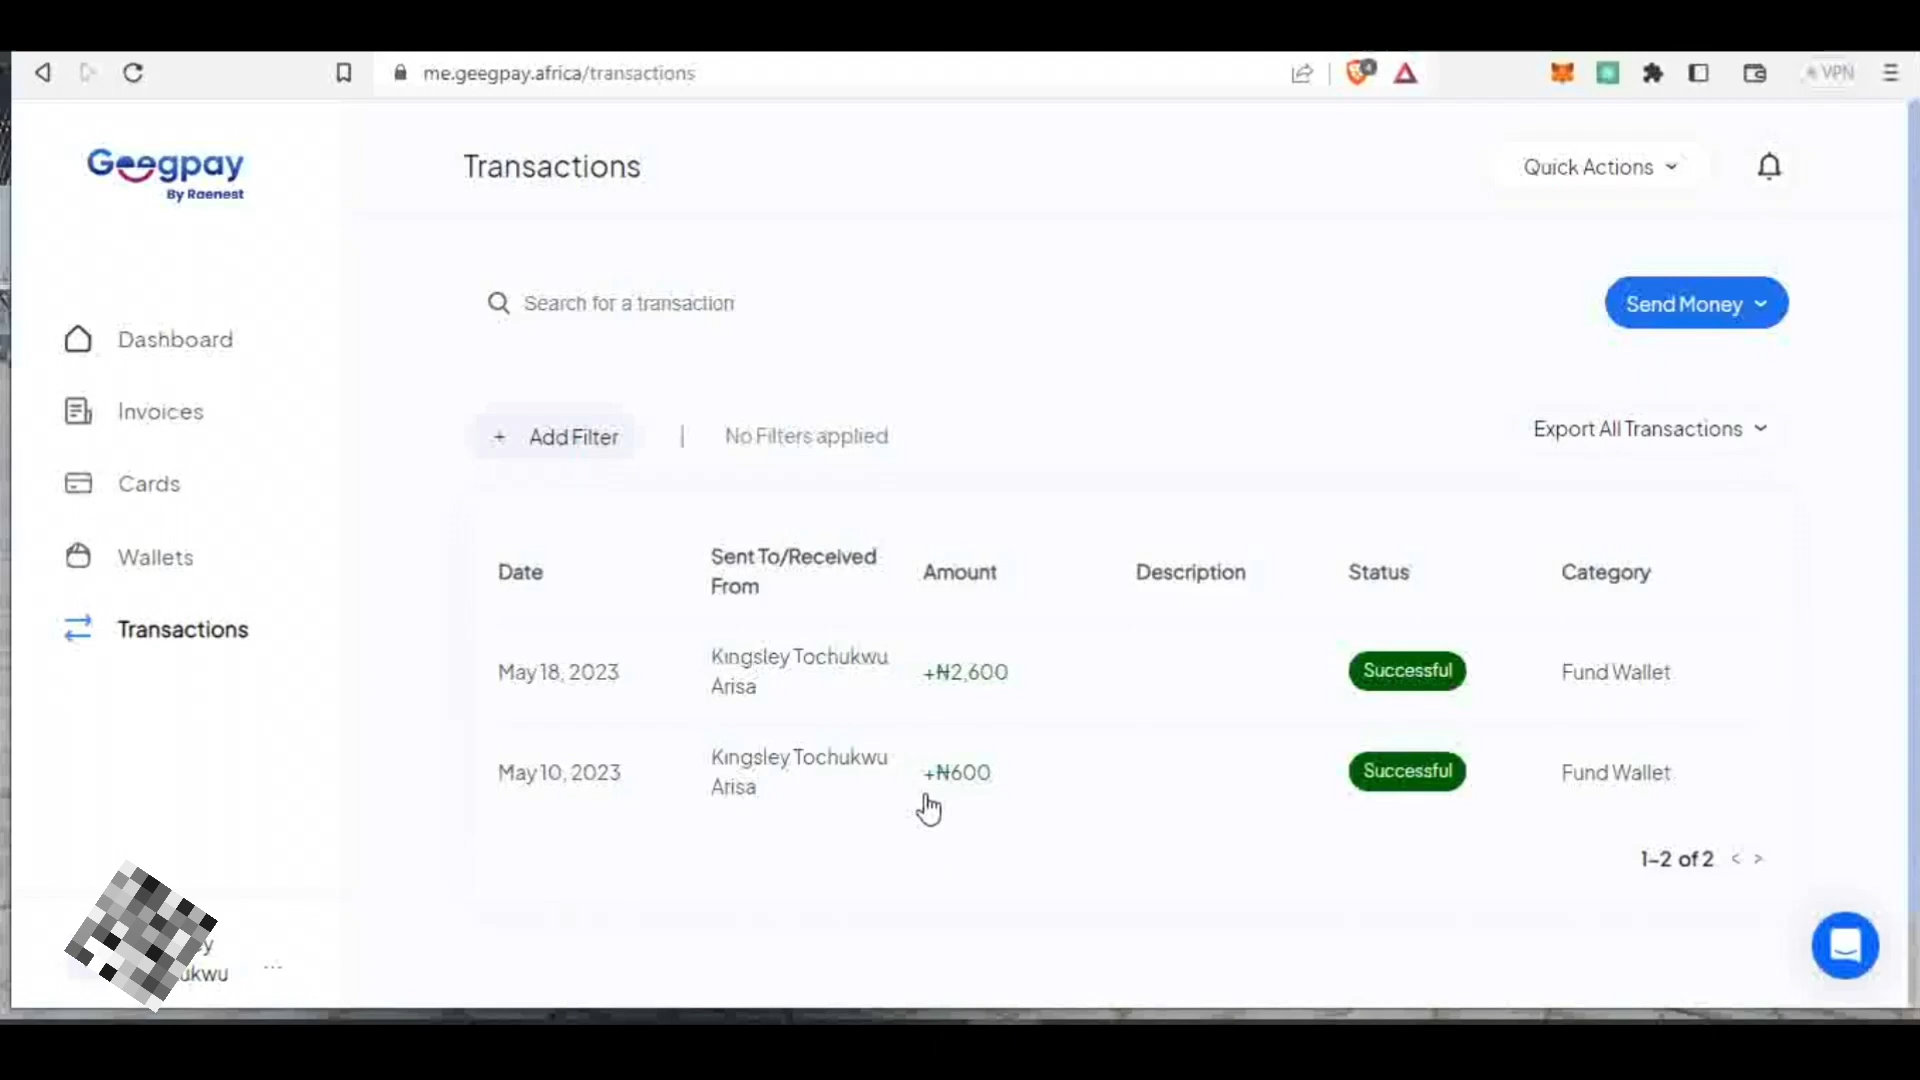 me.geegpay.africa/transactions
4
VPN
Geegpay
By Raenest
Transactions
Quick Actions
Search for a transaction
Send Money
Dashboard
Invoices
Cards
Wallets
Transactions
+ Add Filter | No Filters applied
Export All Transactions
Date
Sent To/Received
From
Amount
Description
Status
Category
May 18, 2023
Kingsley Tochukwu
Arisa
+₦2,600
Successful
Fund Wallet
May 10, 2023
Kingsley Tochukwu
Arisa
+₦600
Successful
Fund Wallet
1–2 of 2 < >
...